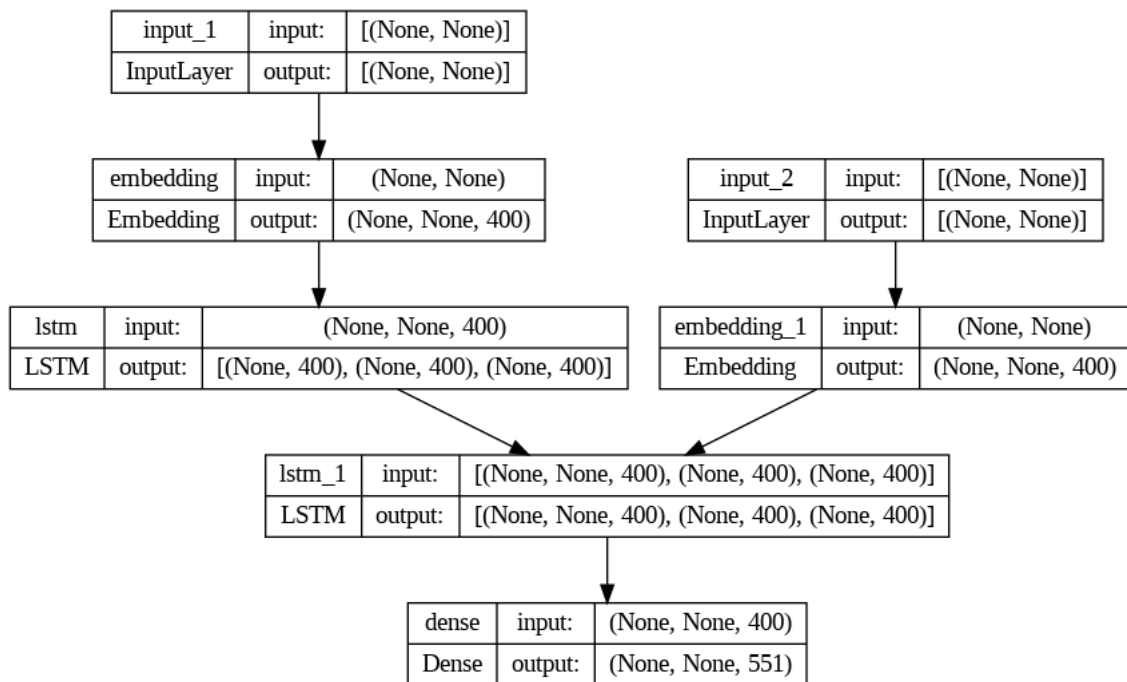 input_1 input: [(None, None)]
InputLayer output: [(None, None)]
embedding input: (None, None)
Embedding output: (None, None, 400)
input_2 input: [(None, None)]
InputLayer output: [(None, None)]
lstm input: (None, None, 400)
LSTM output: [(None, 400), (None, 400), (None, 400)]
embedding_1 input: (None, None)
Embedding output: (None, None, 400)
lstm_1 input: [(None, None, 400), (None, 400), (None, 400)]
LSTM output: [(None, None, 400), (None, 400), (None, 400)]
dense input: (None, None, 400)
Dense output: (None, None, 551)